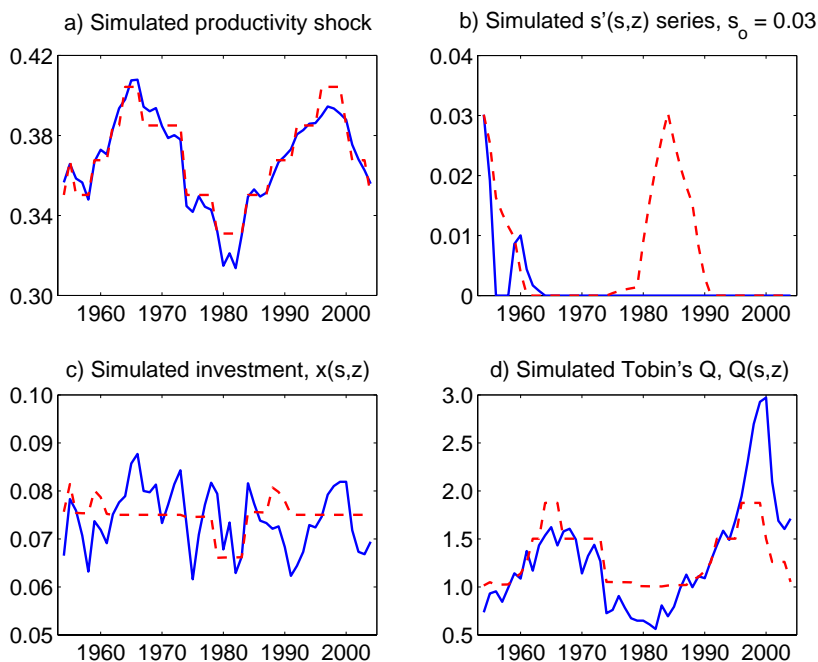 a) Simulated productivity shock
b) Simulated s'(s,z) series, s_o = 0.03
0.42
0.38
0.34
0.30
1960 1970 1980 1990 2000
0.04
0.03
0.02
0.01
0
1960 1970 1980 1990 2000
c) Simulated investment, x(s,z)
d) Simulated Tobin's Q, Q(s,z)
0.10
0.09
0.08
0.07
0.06
0.05
1960 1970 1980 1990 2000
3.0
2.5
2.0
1.5
1.0
0.5
1960 1970 1980 1990 2000